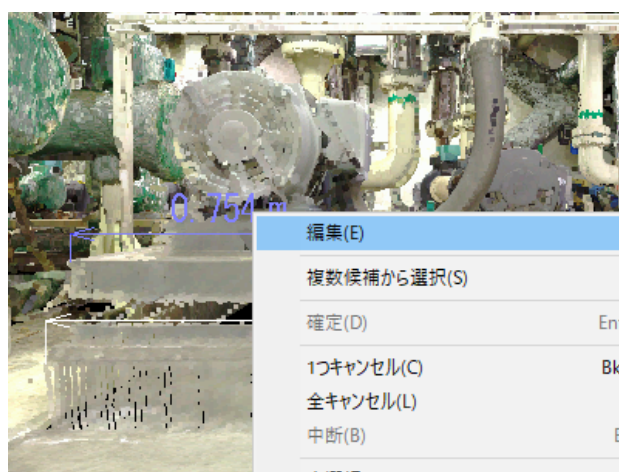 0.754 m
編集(E)
複数候補から選択(S)
確定(D)
1つキャンセル(C)
全キャンセル(L)
中断(B)